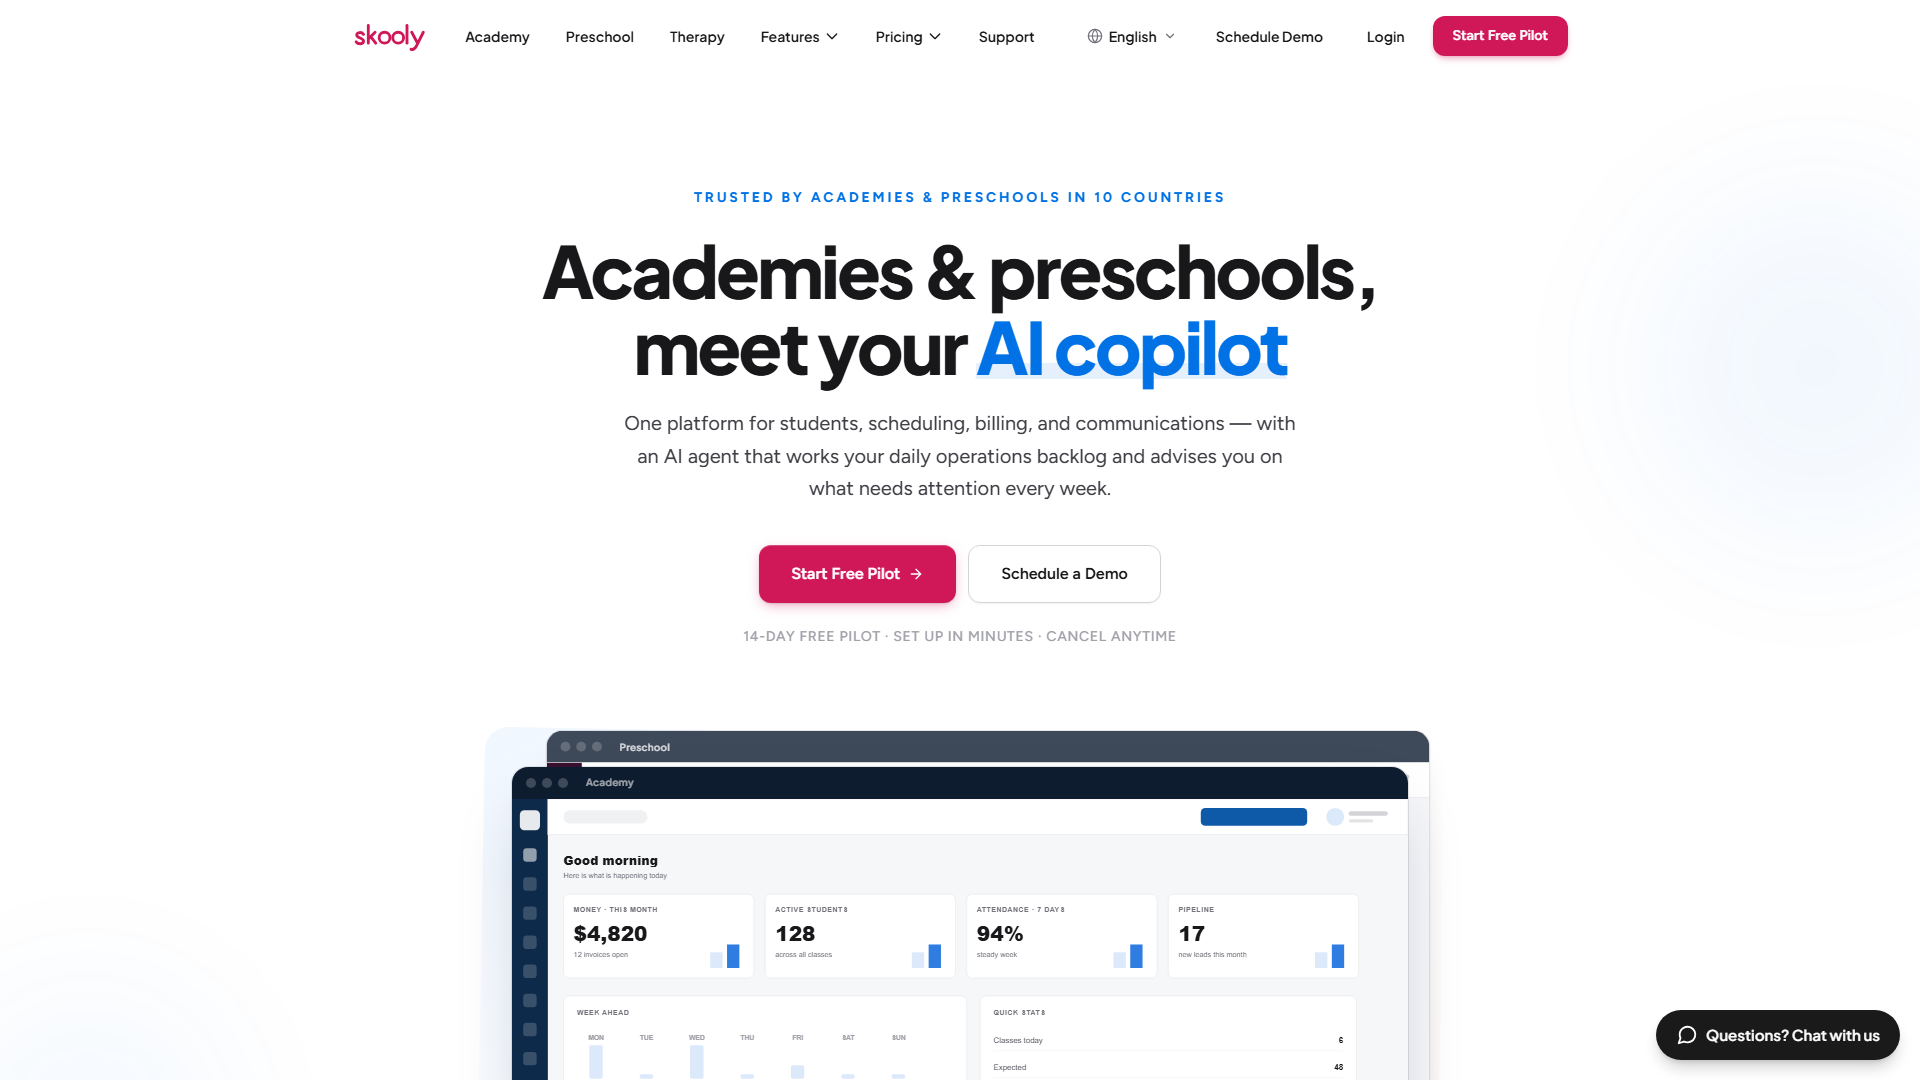 skooly
Academy
Preschool
Therapy
Features
Pricing
Support
English
Schedule Demo
Login
Start Free Pilot
TRUSTED BY ACADEMIES & PRESCHOOLS IN 10 COUNTRIES
Academies & preschools,
meet your AI copilot
One platform for students, scheduling, billing, and communications — with
an AI agent that works your daily operations backlog and advises you on
what needs attention every week.
Start Free Pilot
Schedule a Demo
14-DAY FREE PILOT · SET UP IN MINUTES · CANCEL ANYTIME
Preschool
Academy
Good morning
Here is what is happening today
MONEY · THIS MONTH
$4,820
12 invoices open
ACTIVE STUDENTS
128
across all classes
ATTENDANCE · 7 DAYS
94%
steady week
PIPELINE
17
new leads this month
WEEK AHEAD
MON TUE WED THU FRI SAT SUN
QUICK STATS
Classes today 6
Expected 48
Questions? Chat with us